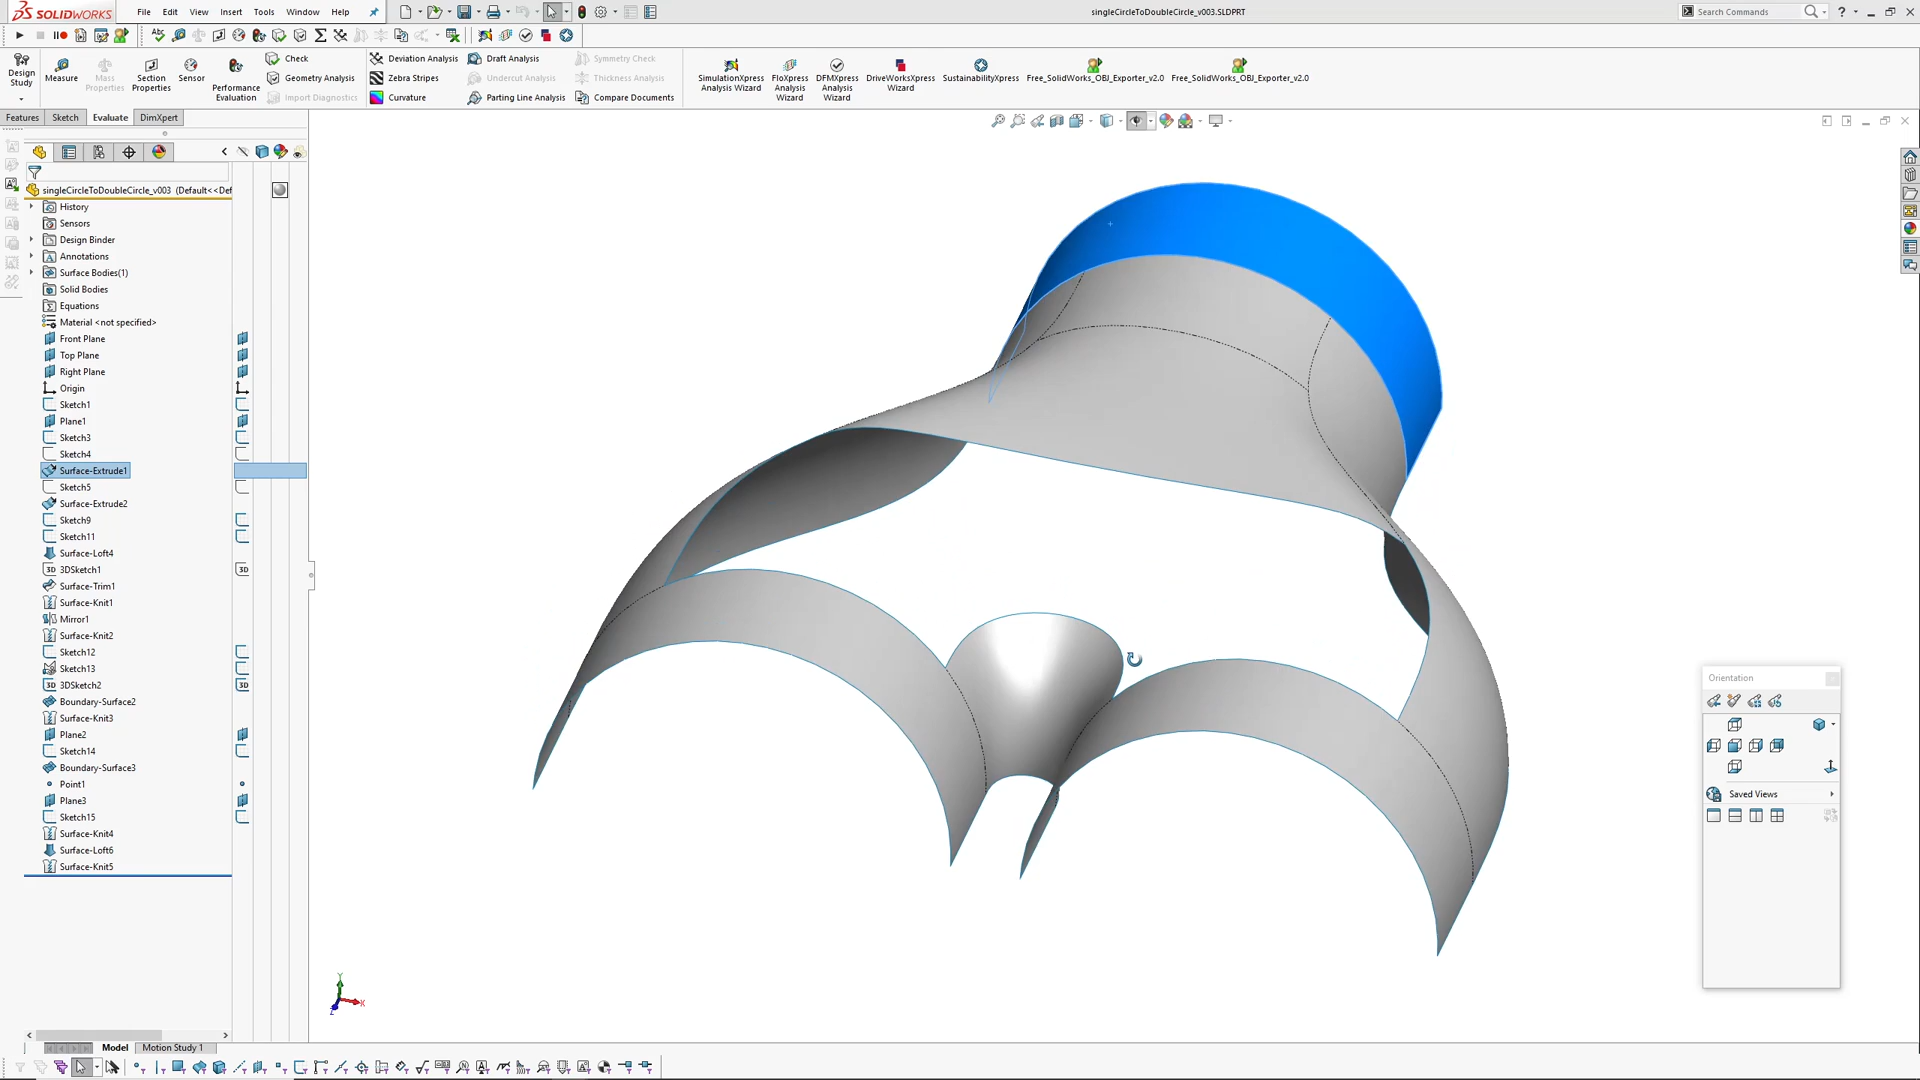 SOLIDWORKS File Edit View Insert Tools Window Help singleCircleToDoubleCircle_v003.SLDPRT Search Commands
Design Study
Measure
Mass Properties
Section Properties
Sensor
Performance Evaluation
Check
Geometry Analysis
Import Diagnostics
Deviation Analysis
Zebra Stripes
Curvature
Draft Analysis
Undercut Analysis
Parting Line Analysis
Symmetry Check
Thickness Analysis
Compare Documents
SimulationXpress Analysis Wizard
FloXpress Analysis Wizard
DFMXpress Analysis Wizard
DriveWorksXpress Wizard
SustainabilityXpress
Free_SolidWorks_OBJ_Exporter_v2.0
Free_SolidWorks_OBJ_Exporter_v2.0
Features Sketch Evaluate DimXpert
singleCircleToDoubleCircle_v003 (Default<<Def
History
Sensors
Design Binder
Annotations
Surface Bodies(1)
Solid Bodies
Equations
Material <not specified>
Front Plane
Top Plane
Right Plane
Origin
Sketch1
Plane1
Sketch3
Sketch4
Surface-Extrude1
Sketch5
Surface-Extrude2
Sketch9
Sketch11
Surface-Loft4
3D 3DSketch1 3D
Surface-Trim1
Surface-Knit1
Mirror1
Surface-Knit2
Sketch12
Sketch13
3D 3DSketch2 3D
Boundary-Surface2
Surface-Knit3
Plane2
Sketch14
Boundary-Surface3
Point1
Plane3
Sketch15
Surface-Knit4
Surface-Loft6
Surface-Knit5
Orientation
Saved Views
Y
X
Z
Model Motion Study 1